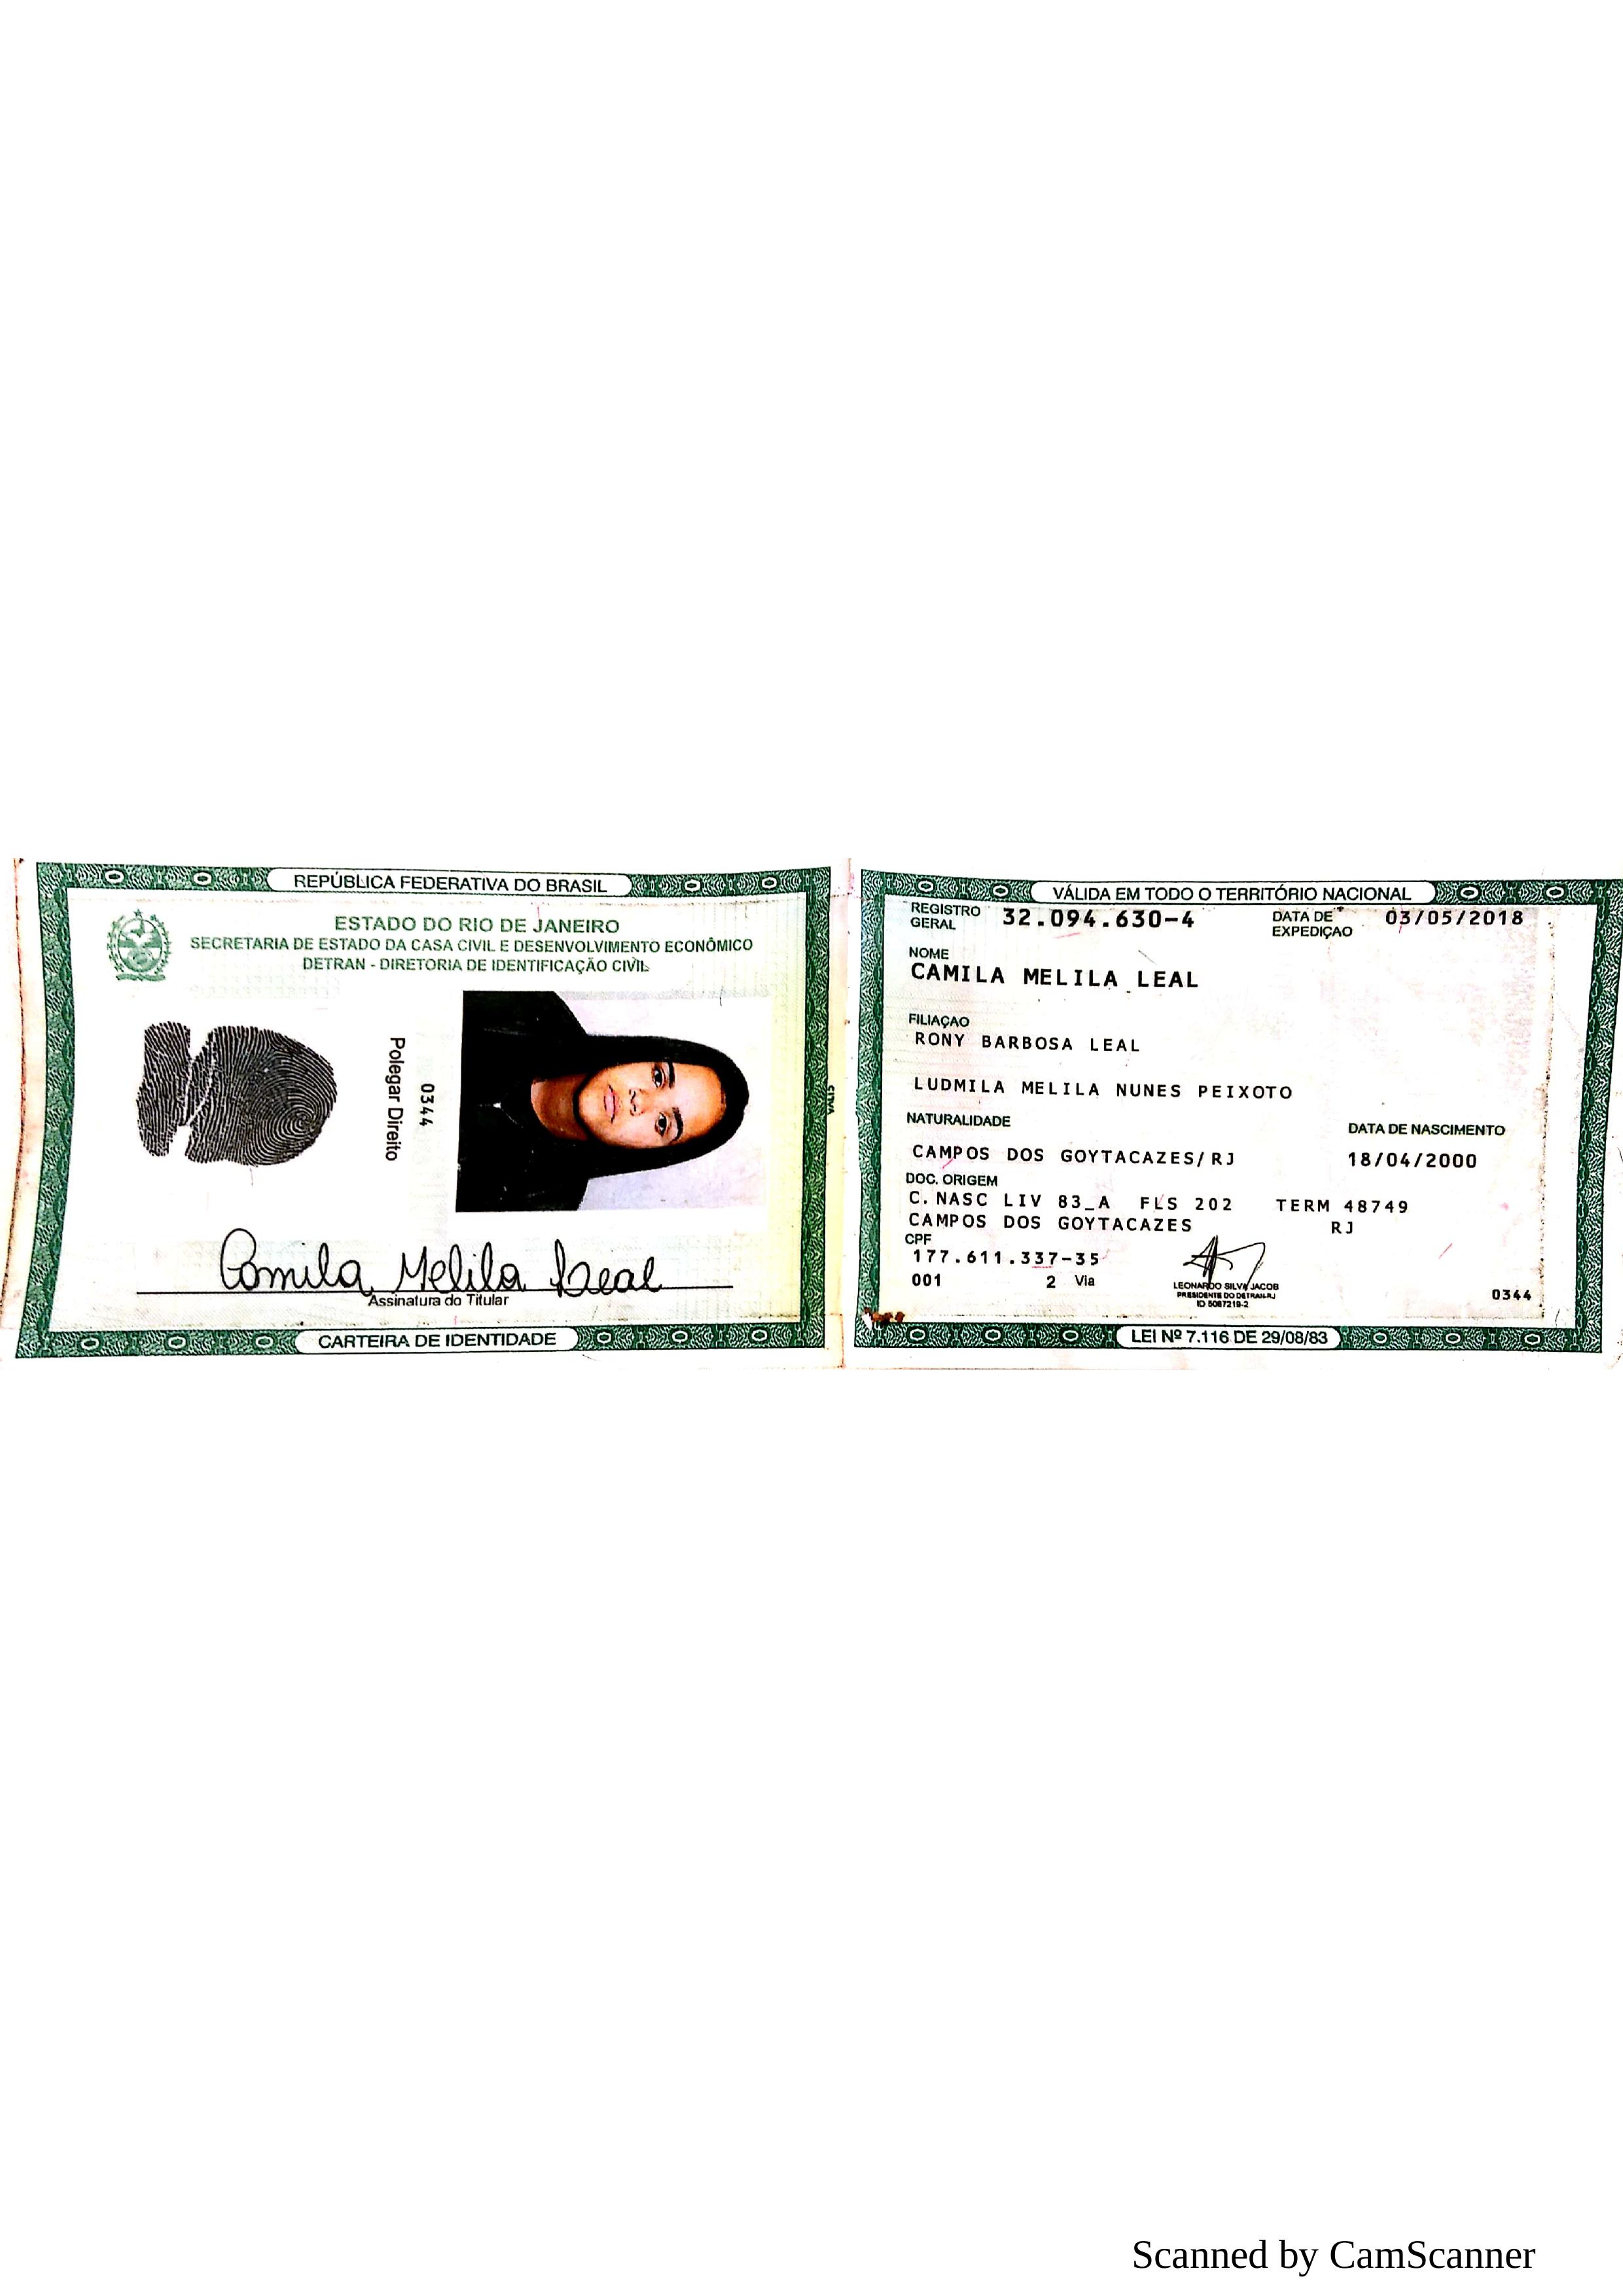 REPÚBLICA FEDERATIVA DO BRASIL
ESTADO DO RIO DE JANEIRO
SECRETARIA DE ESTADO DA CASA CIVIL E DESENVOLVIMENTO ECONÔMICO
DETRAN - DIRETORIA DE IDENTIFICAÇÃO CIVIL
0344
Polegar Direito
Camila Melila Leal
Assinatura do Titular
CARTEIRA DE IDENTIDADE
VÁLIDA EM TODO O TERRITÓRIO NACIONAL
REGISTRO GERAL 32.094.630-4 DATA DE EXPEDIÇÃO 03/05/2018
NOME
CAMILA MELILA LEAL
FILIAÇÃO
RONY BARBOSA LEAL
LUDMILA MELILA NUNES PEIXOTO
NATURALIDADE DATA DE NASCIMENTO
CAMPOS DOS GOYTACAZES/RJ 18/04/2000
DOC. ORIGEM
C.NASC LIV 83_A FLS 202 TERM 48749
CAMPOS DOS GOYTACAZES RJ
CPF
177.611.337-35
001 2 Via
LEONARDO SILVA JACOB
PRESIDENTE DO DETRAN-RJ
ID 5087219-2
0344
LEI Nº 7.116 DE 29/08/83
Scanned by CamScanner